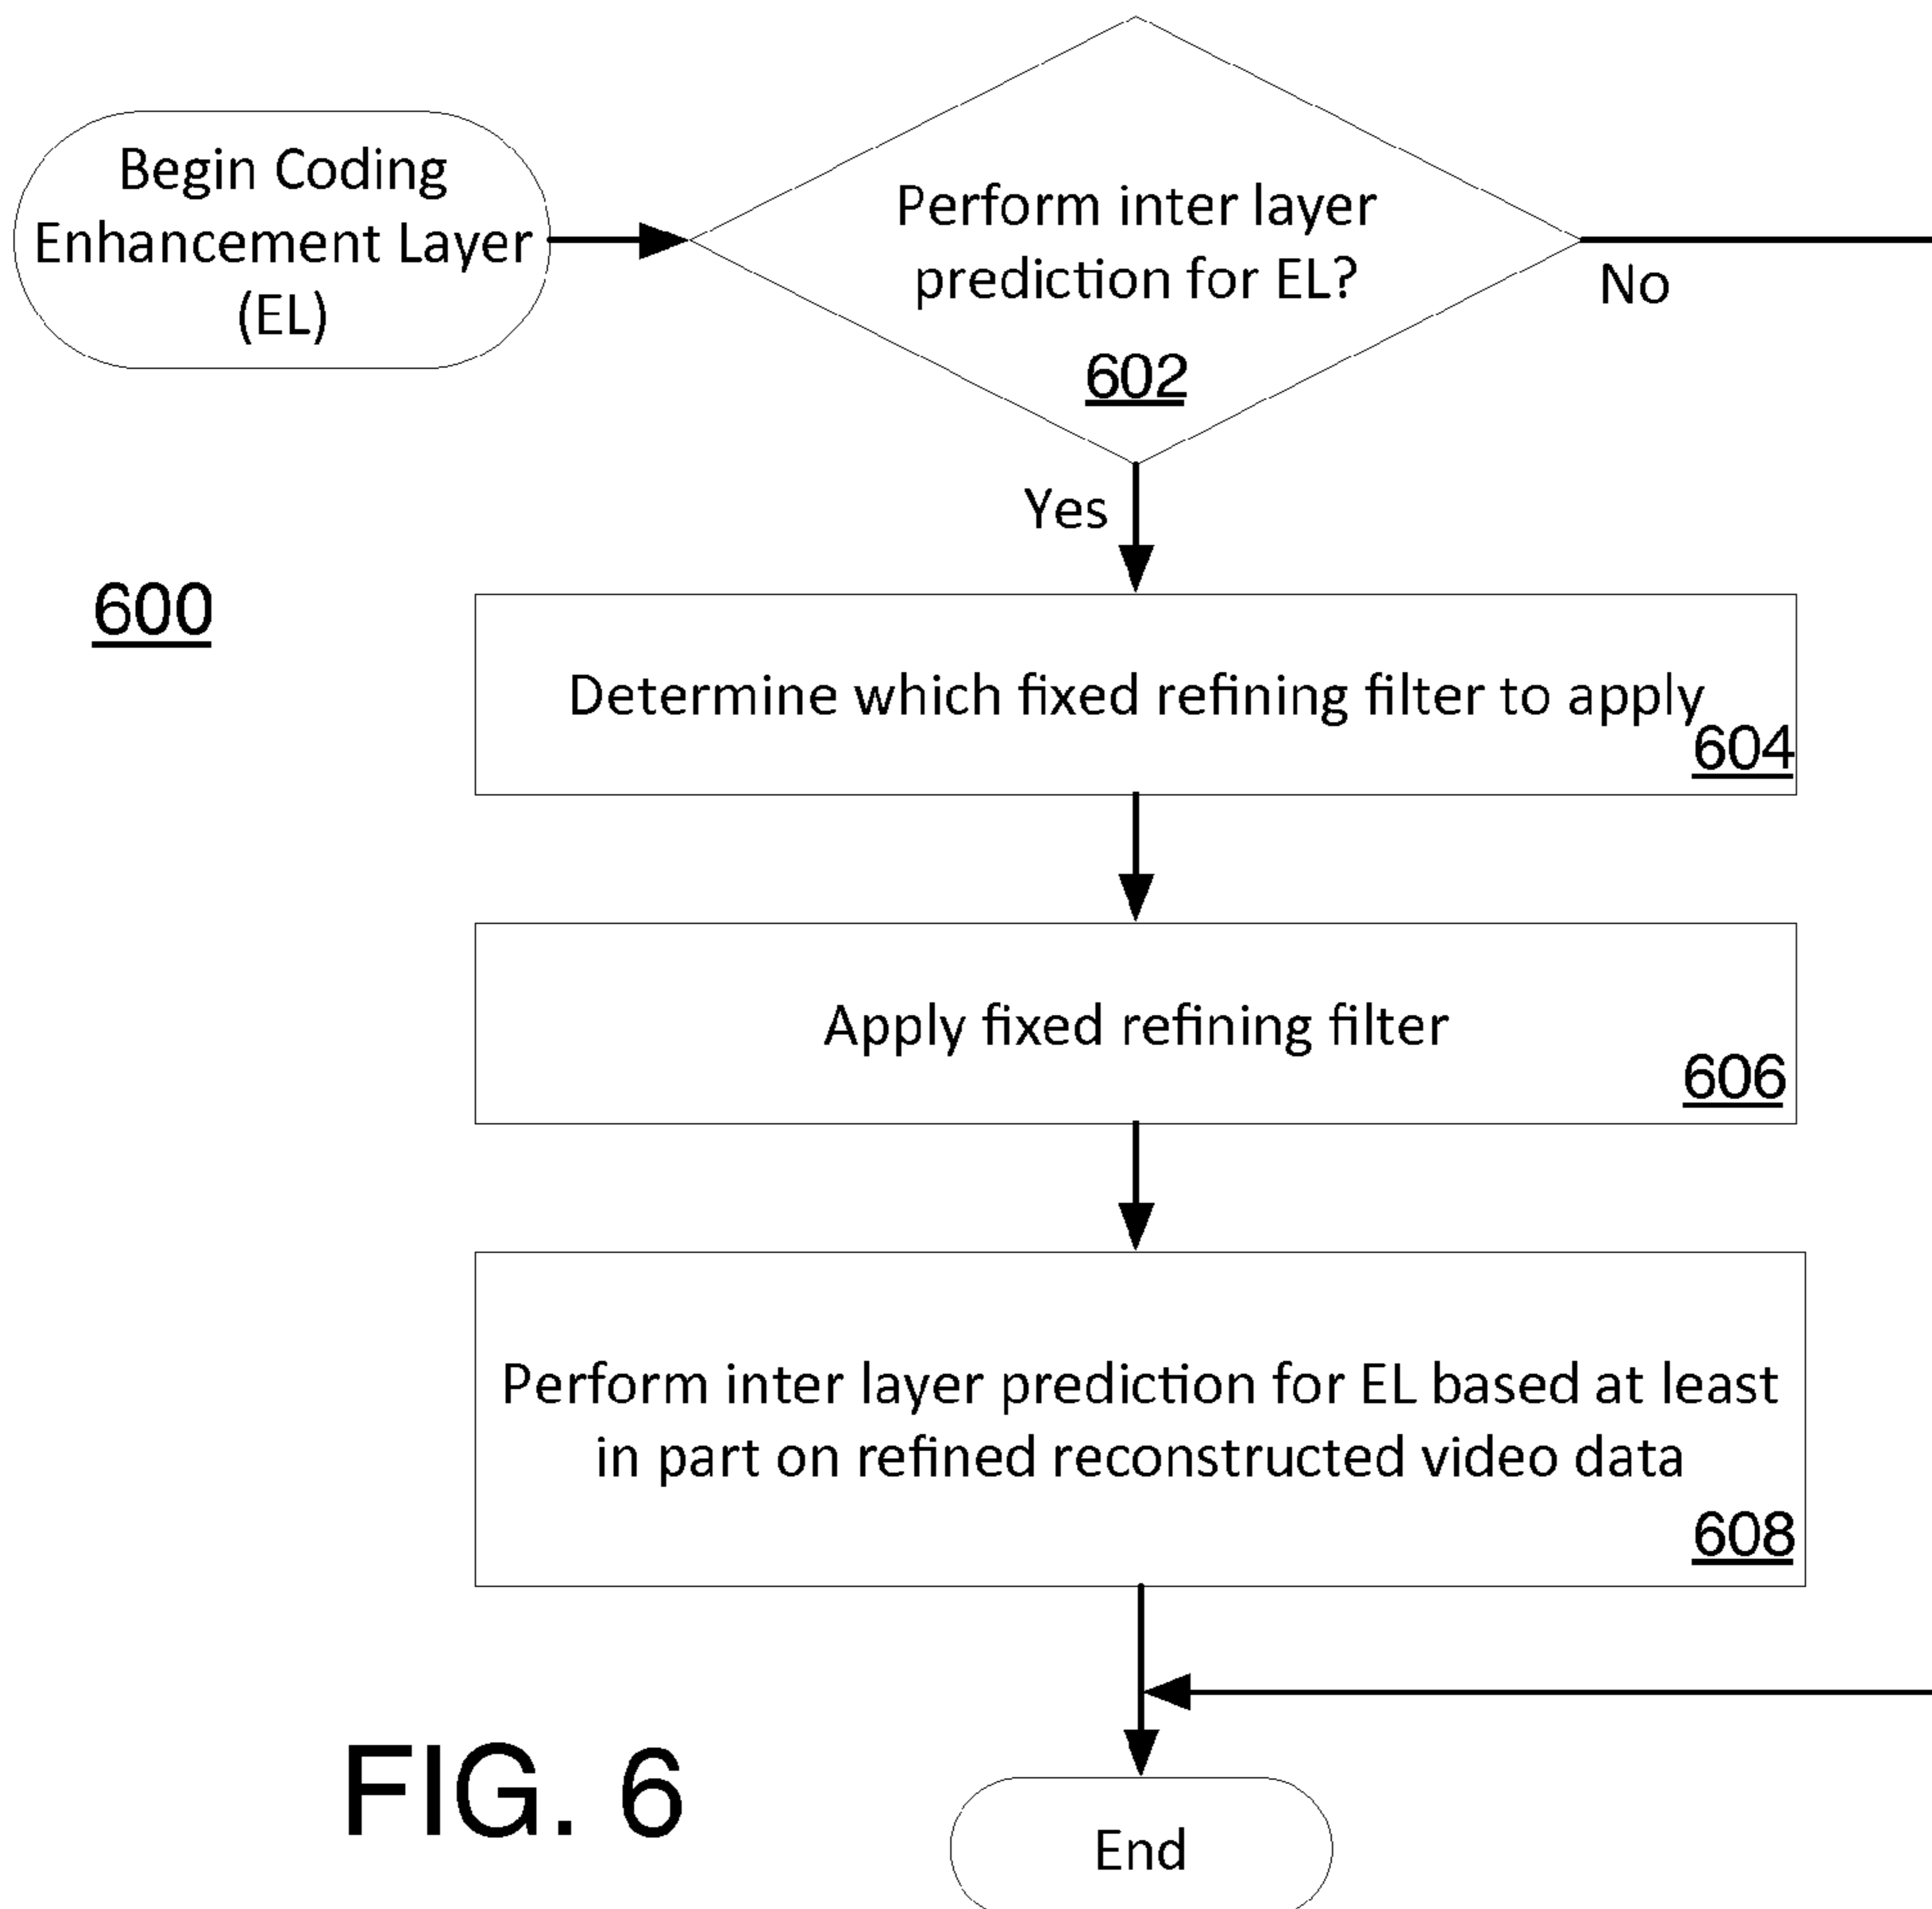 Begin Coding
Enhancement Layer
(EL)
Perform inter layer
prediction for EL?
602
No
Yes
600
Determine which fixed refining filter to apply
604
Apply fixed refining filter
606
Perform inter layer prediction for EL based at least
in part on refined reconstructed video data
608
FIG. 6
End